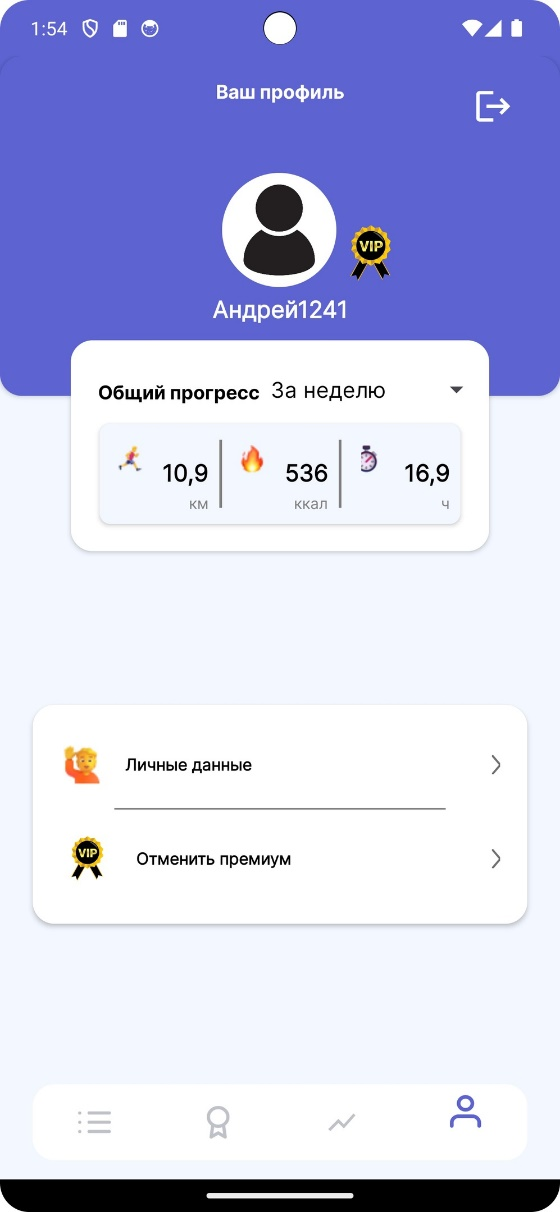 1:54
Ваш профиль
VIP
Андрей1241
Общий прогресс За неделю
10,9 536 16,9
км ккал ч
Личные данные
VIP Отменить премиум